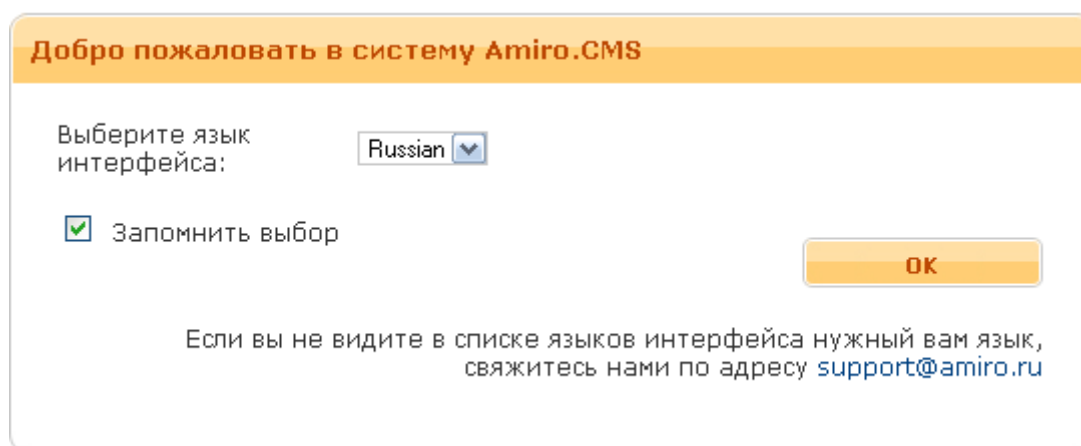 Добро пожаловать в систему Amiro.CMS
Выберите язык
интерфейса:
Russian
Запомнить выбор
ОК
Если вы не видите в списке языков интерфейса нужный вам язык,
свяжитесь нами по адресу support@amiro.ru